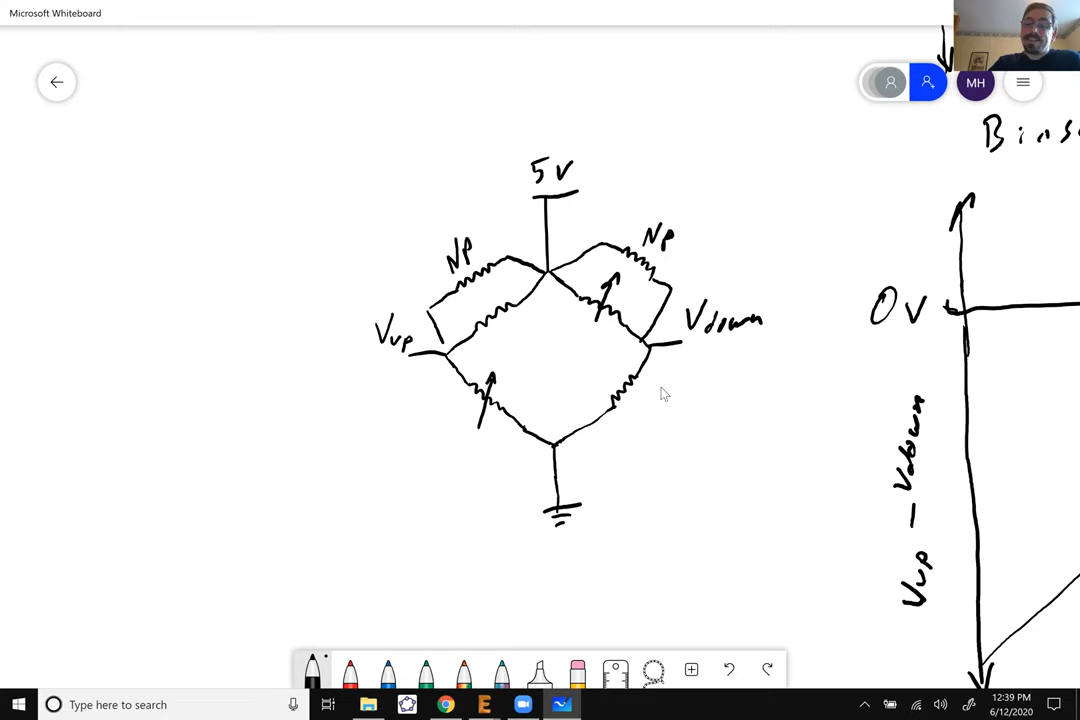 Microsoft Whiteboard
MH
5V
NP
NP
Vup
Vdown
0V
Vup - Vdown
Type here to search
12:39 PM
6/12/2020